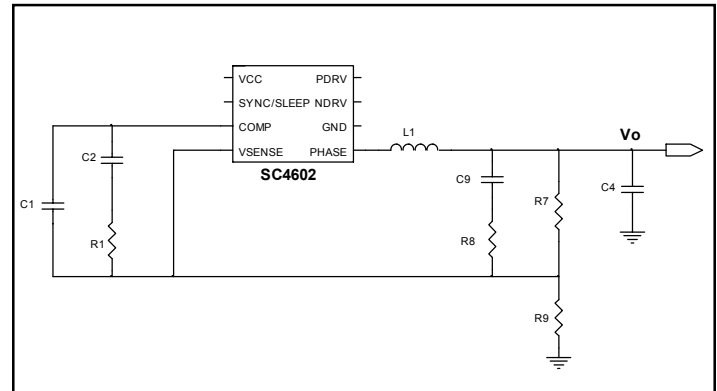 VCC
PDRV
SYNC/SLEEP
NDRV
COMP
GND
VSENSE
PHASE
SC4602
L1
Vo
C2
C1
R1
C9
R8
R7
C4
R9